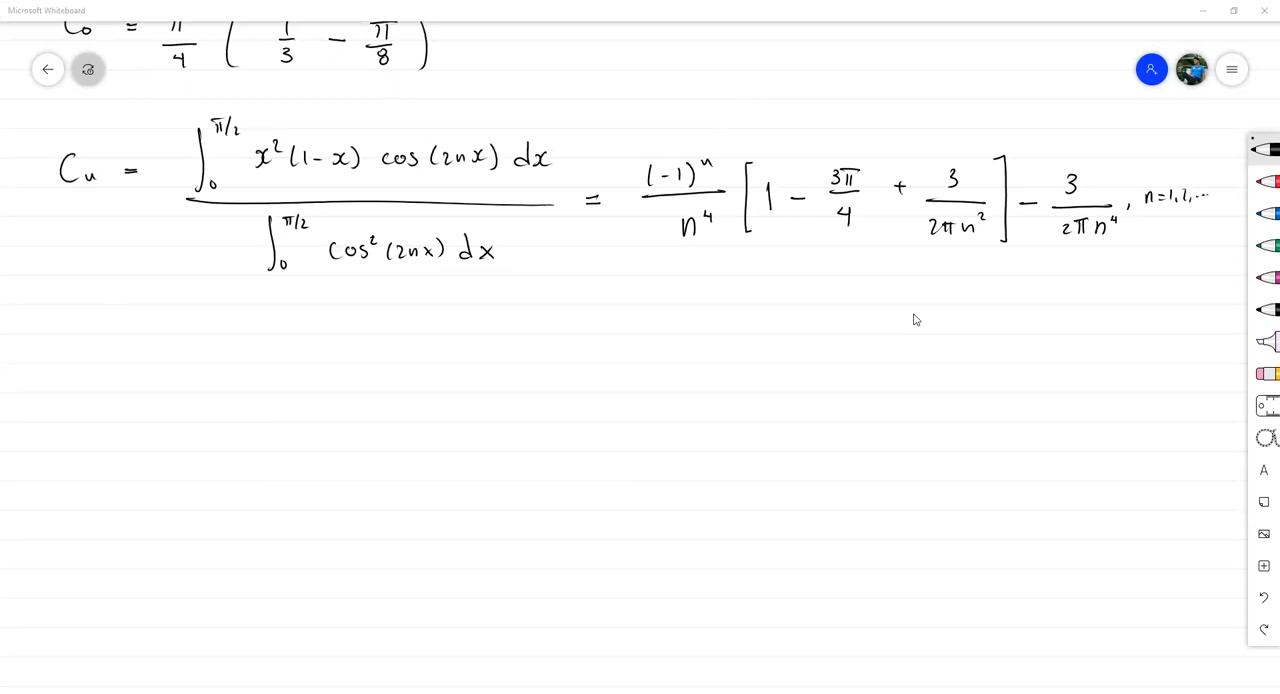 Microsoft Whiteboard
C₀ = π/4 ( 1/3 − π/8 )
Cₙ = ∫₀^{π/2} x²(1−x) cos(2nx) dx / ∫₀^{π/2} cos²(2nx) dx = (−1)ⁿ/n⁴ [ 1 − 3π/4 + 3/(2πn²) ] − 3/(2πn⁴), n=1,2,...
A